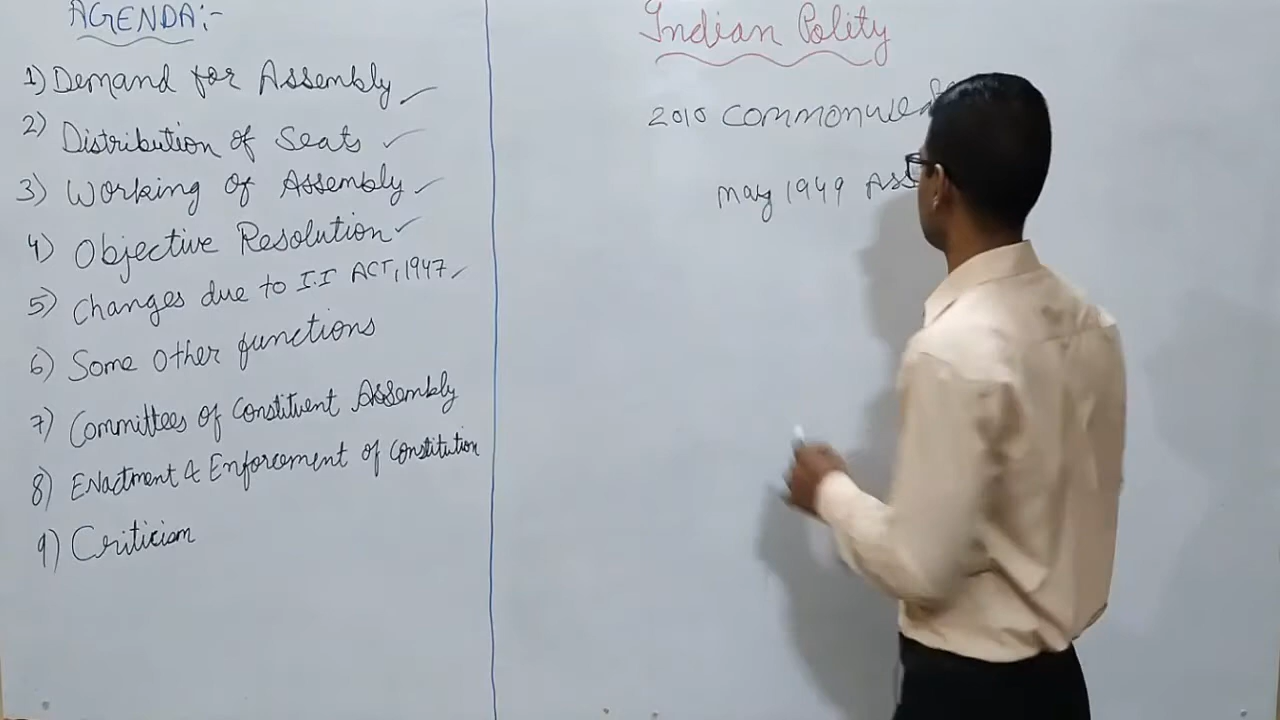 AGENDA:-
1) Demand for Assembly
2) Distribution of Seats
3) Working of Assembly
4) Objective Resolution
5) Changes due to I.I ACT, 1947
6) Some other functions
7) Committees of Constituent Assembly
8) Enactment & Enforcement of Constitution
9) Criticism
Indian Polity
2010
May 1949